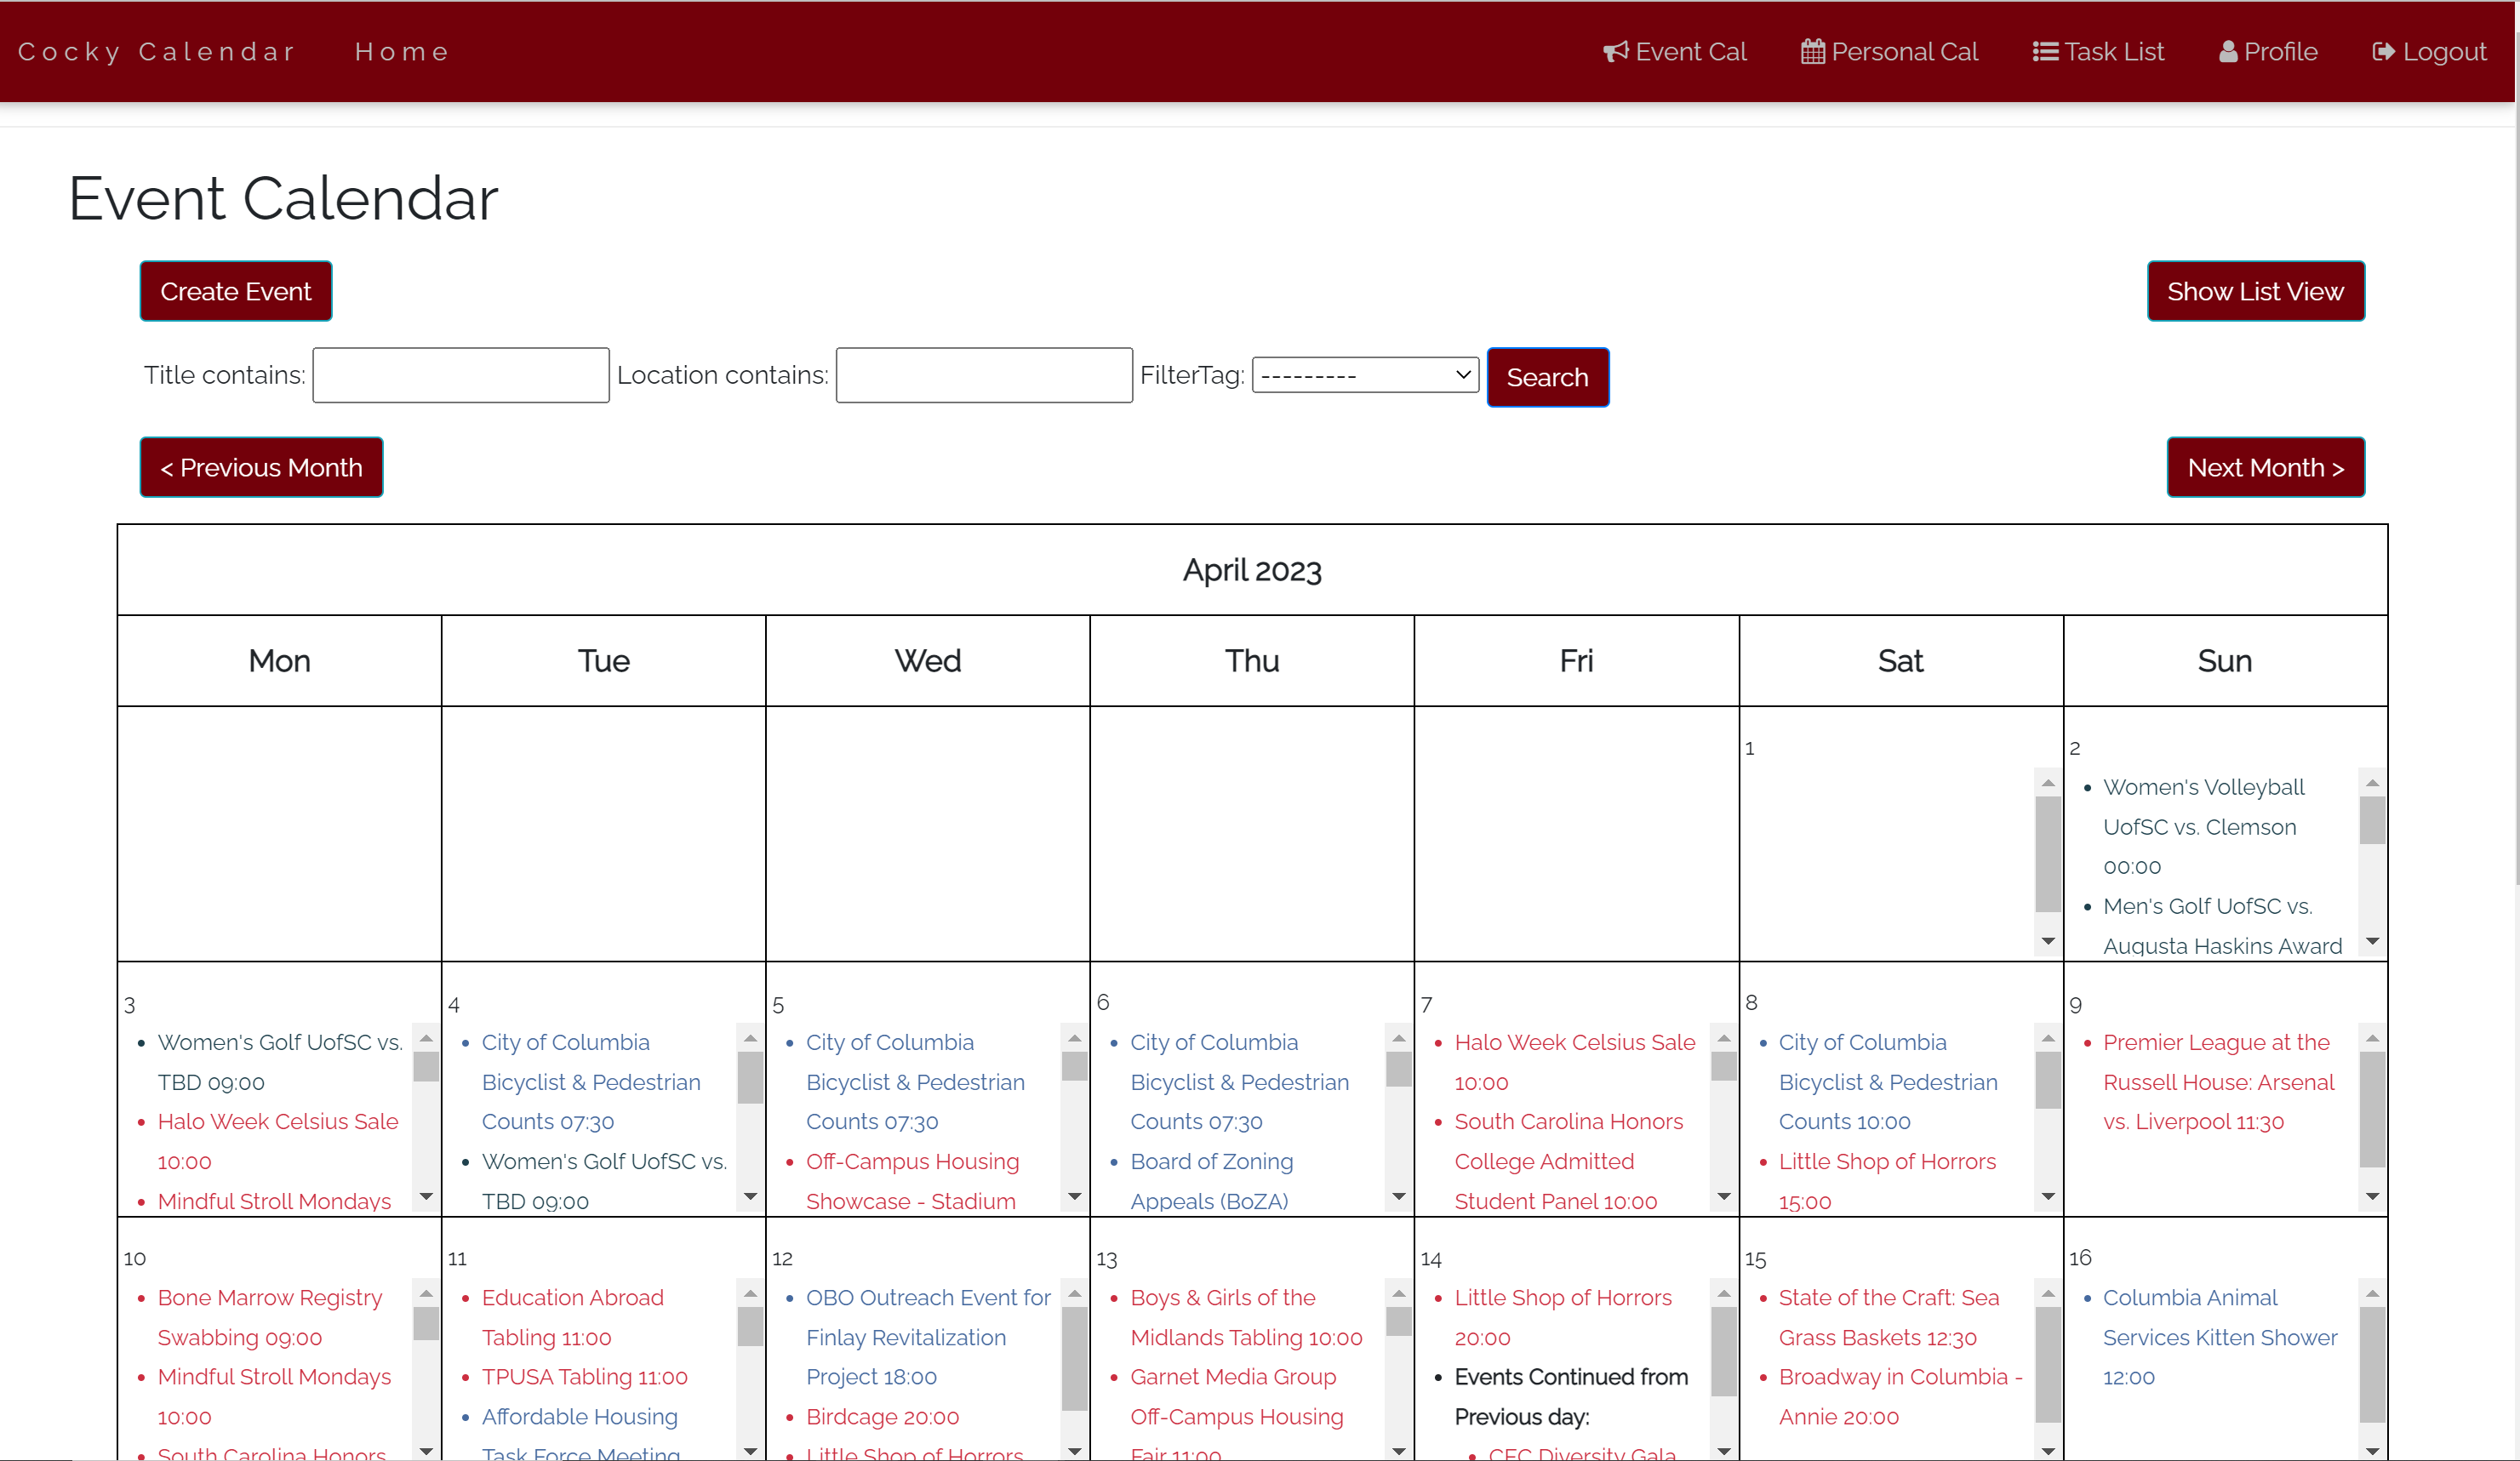 Cocky Calendar Home Event Cal Personal Cal Task List Profile Logout
Event Calendar
Create Event
Show List View
Title contains: Location contains: FilterTag: --------- Search
< Previous Month
Next Month >
April 2023
Mon Tue Wed Thu Fri Sat Sun
1
2
Women's Volleyball
UofSC vs. Clemson
00:00
Men's Golf UofSC vs.
Augusta Haskins Award
3
Women's Golf UofSC vs.
TBD 09:00
Halo Week Celsius Sale
10:00
Mindful Stroll Mondays
4
City of Columbia
Bicyclist & Pedestrian
Counts 07:30
Women's Golf UofSC vs.
TBD 09:00
5
City of Columbia
Bicyclist & Pedestrian
Counts 07:30
Off-Campus Housing
Showcase - Stadium
6
City of Columbia
Bicyclist & Pedestrian
Counts 07:30
Board of Zoning
Appeals (BoZA)
7
Halo Week Celsius Sale
10:00
South Carolina Honors
College Admitted
Student Panel 10:00
8
City of Columbia
Bicyclist & Pedestrian
Counts 10:00
Little Shop of Horrors
15:00
9
Premier League at the
Russell House: Arsenal
vs. Liverpool 11:30
10
Bone Marrow Registry
Swabbing 09:00
Mindful Stroll Mondays
10:00
South Carolina Honors
11
Education Abroad
Tabling 11:00
TPUSA Tabling 11:00
Affordable Housing
Task Force Meeting
12
OBO Outreach Event for
Finlay Revitalization
Project 18:00
Birdcage 20:00
Little Shop of Horrors
13
Boys & Girls of the
Midlands Tabling 10:00
Garnet Media Group
Off-Campus Housing
Fair 11:00
14
Little Shop of Horrors
20:00
Events Continued from
Previous day:
CEC Diversity Gala
15
State of the Craft: Sea
Grass Baskets 12:30
Broadway in Columbia -
Annie 20:00
16
Columbia Animal
Services Kitten Shower
12:00